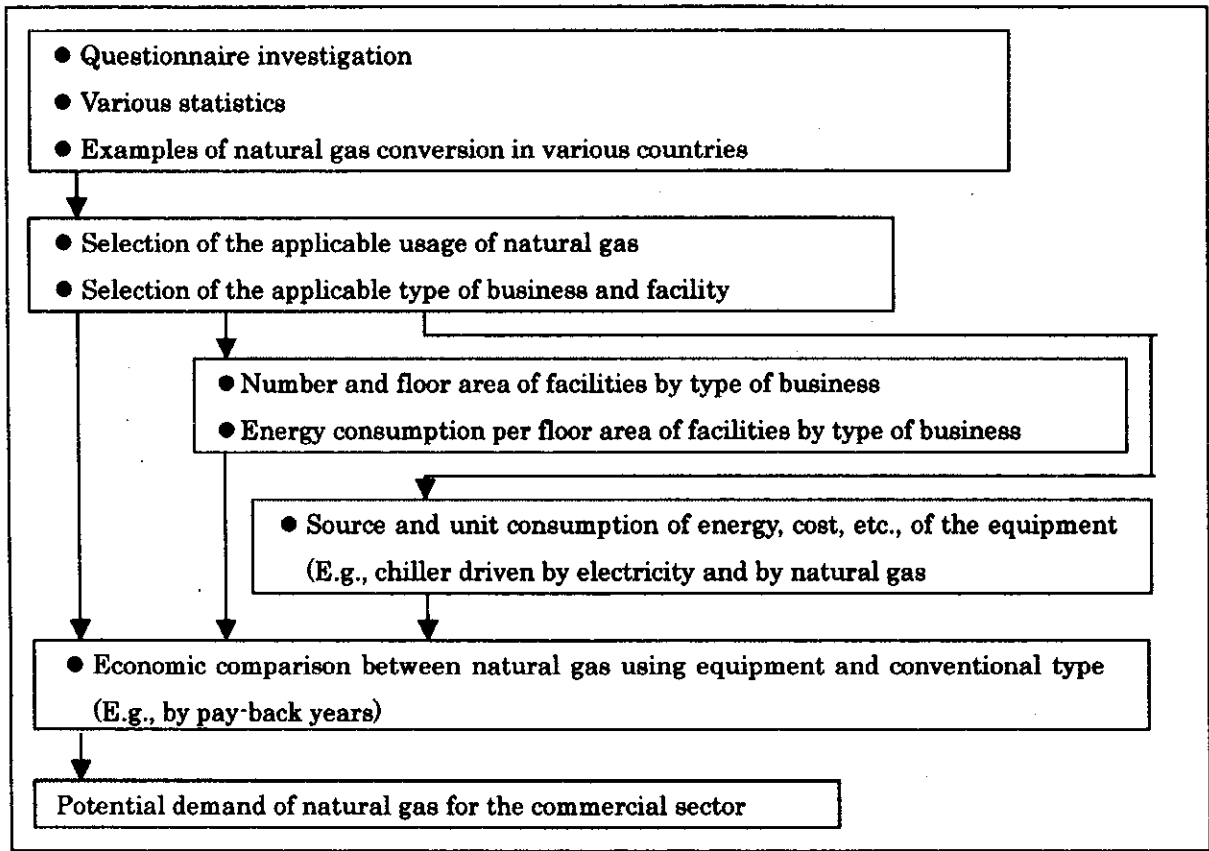 ● Questionnaire investigation
● Various statistics
● Examples of natural gas conversion in various countries
● Selection of the applicable usage of natural gas
● Selection of the applicable type of business and facility
● Number and floor area of facilities by type of business
● Energy consumption per floor area of facilities by type of business
● Source and unit consumption of energy, cost, etc., of the equipment
(E.g., chiller driven by electricity and by natural gas
● Economic comparison between natural gas using equipment and conventional type
(E.g., by pay-back years)
Potential demand of natural gas for the commercial sector